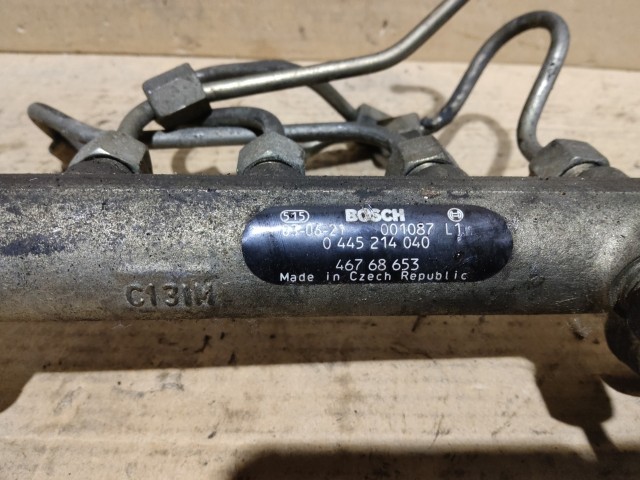 515 BOSCH
03-06-21 001087 L1
0 445 214 040
467 68 653
Made in Czech Republic
C131M